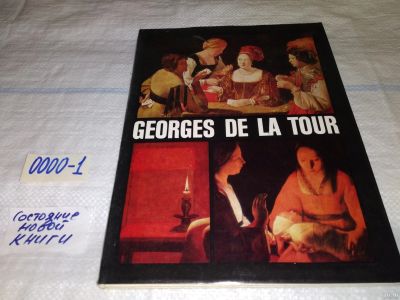 GEORGES DE LA TOUR
0000-1
Состояние
новой
книги